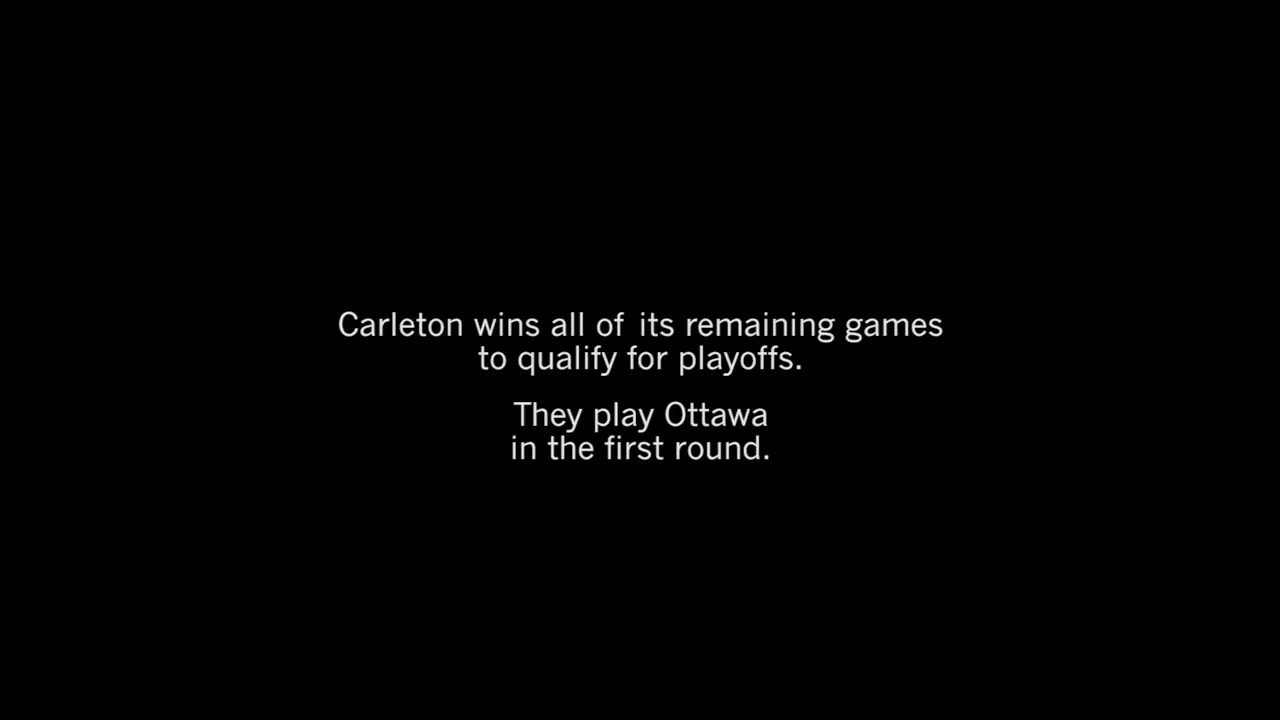 Carleton wins all of its remaining games
to qualify for playoffs.
They play Ottawa
in the first round.